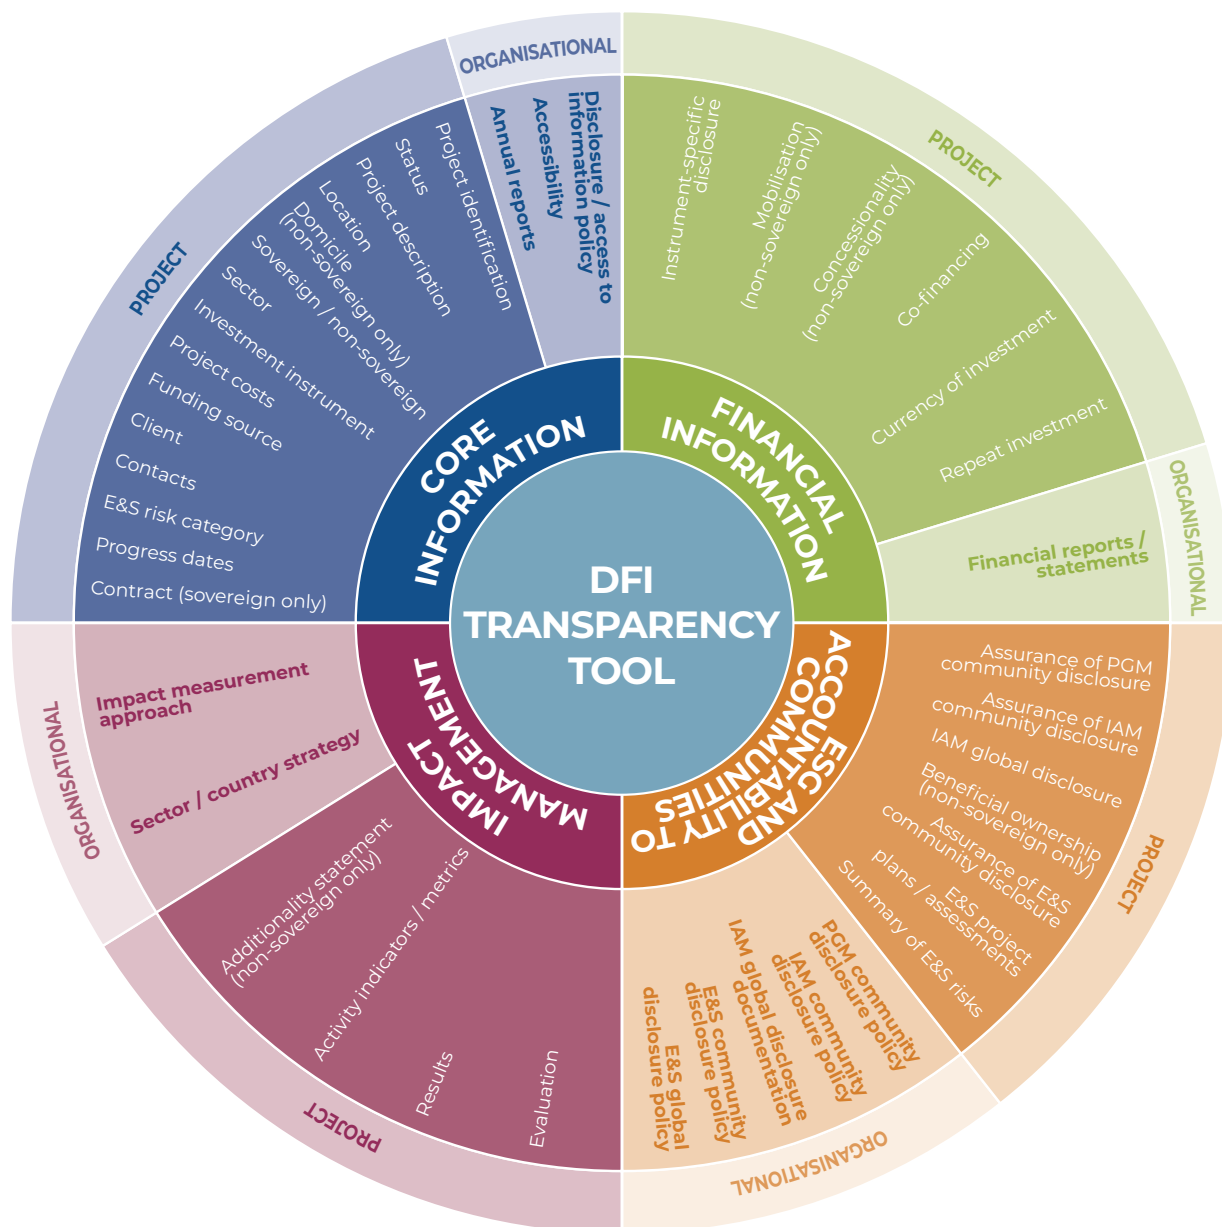 DFI
TRANSPARENCY
TOOL
CORE
INFORMATION
ORGANISATIONAL
Disclosure / access to
information policy
Accessibility
Annual reports
PROJECT
Project identification
Status
Project description
Location
Domicile
(non-sovereign only)
Sovereign / non-sovereign
Sector
Investment instrument
Project costs
Funding source
Client
Contacts
E&S risk category
Progress dates
Contract (sovereign only)
FINANCIAL
INFORMATION
PROJECT
Instrument-specific
disclosure
Mobilisation
(non-sovereign only)
Concessionality
(non-sovereign only)
Co-financing
Currency of investment
Repeat investment
ORGANISATIONAL
Financial reports /
statements
ESG AND
ACCOUNTABILITY TO
COMMUNITIES
PROJECT
Assurance of PGM
community disclosure
Assurance of IAM
community disclosure
IAM global disclosure
Beneficial ownership
(non-sovereign only)
Assurance of E&S
community disclosure
E&S project
plans / assessments
Summary of E&S risks
ORGANISATIONAL
PGM community
disclosure policy
IAM community
disclosure policy
IAM global disclosure
documentation
E&S community
disclosure policy
E&S global
disclosure policy
IMPACT
MANAGEMENT
ORGANISATIONAL
Impact measurement
approach
Sector / country strategy
PROJECT
Additionality statement
(non-sovereign only)
Activity indicators / metrics
Results
Evaluation